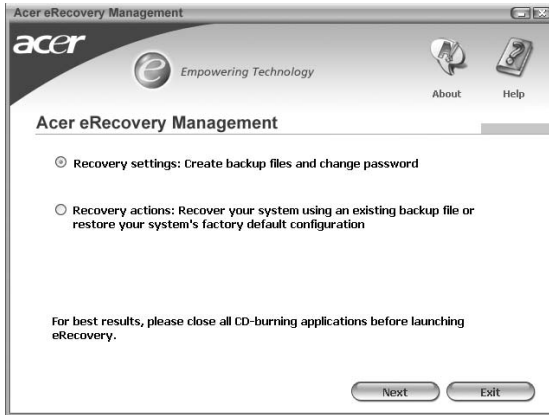 Acer eRecovery Management
acer
e
Empowering Technology
About
Help
Acer eRecovery Management
Recovery settings: Create backup files and change password
Recovery actions: Recover your system using an existing backup file or
restore your system's factory default configuration
For best results, please close all CD-burning applications before launching
eRecovery.
Next
Exit